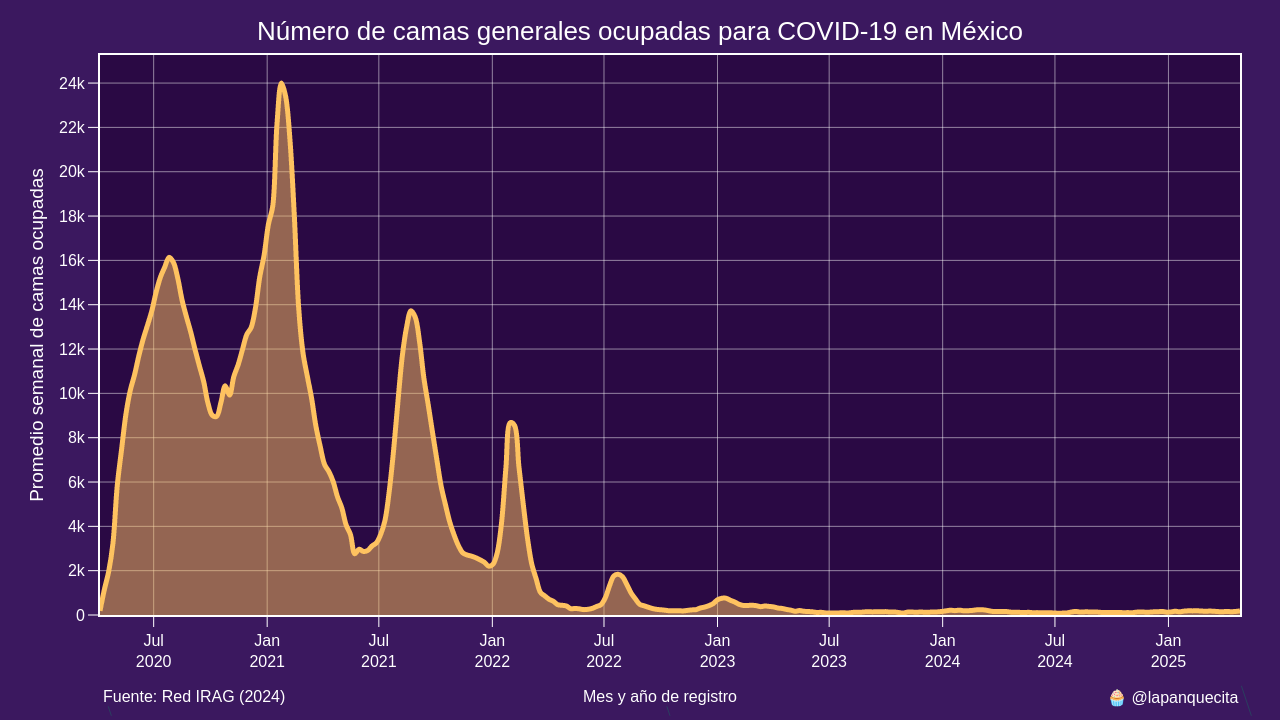 Número de camas generales ocupadas para COVID-19 en México
Promedio semanal de camas ocupadas
24k
22k
20k
18k
16k
14k
12k
10k
8k
6k
4k
2k
0
Jul Jan Jul Jan Jul Jan Jul Jan Jul Jan
2020 2021 2021 2022 2022 2023 2023 2024 2024 2025
Fuente: Red IRAG (2024) Mes y año de registro 🧁 @lapanquecita